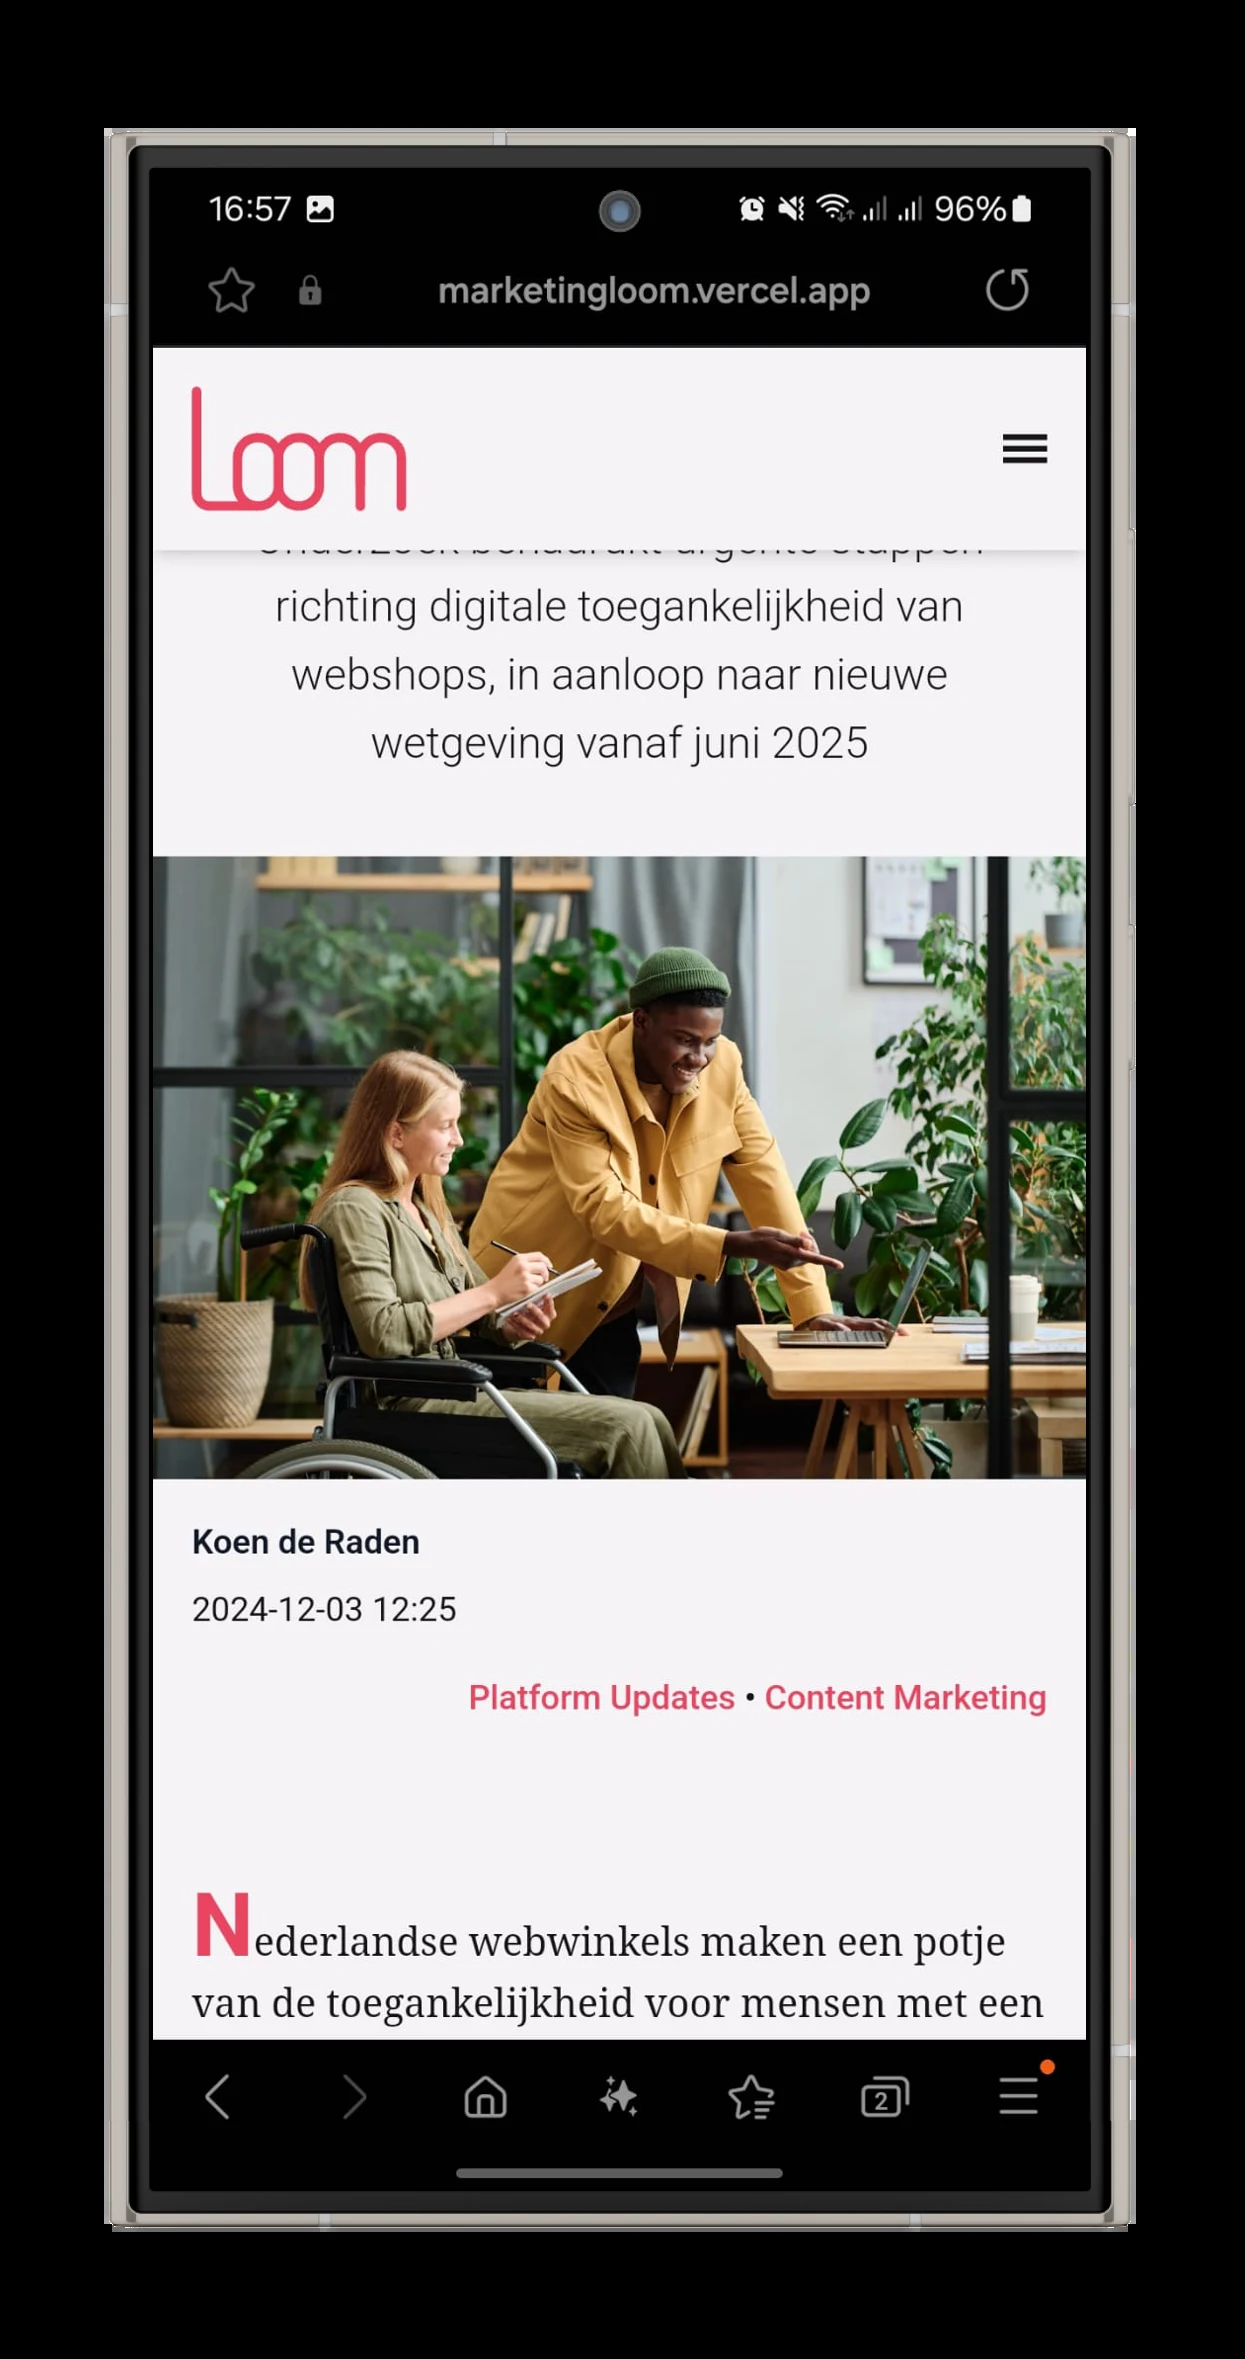 16:57
96%
marketingloom.vercel.app
Loom
richting digitale toegankelijkheid van
webshops, in aanloop naar nieuwe
wetgeving vanaf juni 2025
Koen de Raden
2024-12-03 12:25
Platform Updates • Content Marketing
Nederlandse webwinkels maken een potje
van de toegankelijkheid voor mensen met een
2